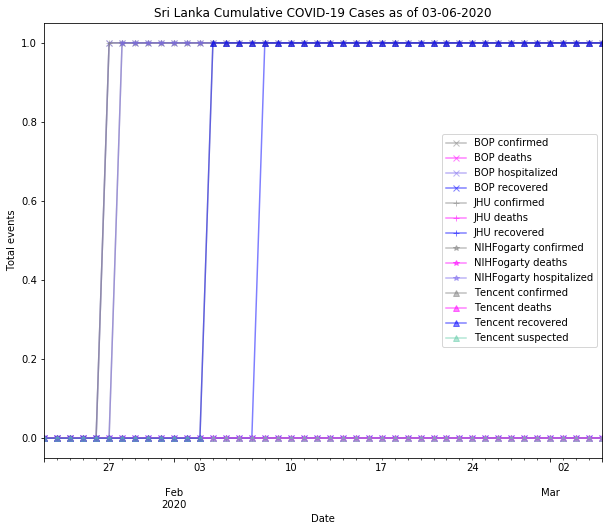 Sri Lanka Cumulative COVID-19 Cases as of 03-06-2020
1.0
0.8
0.6
0.4
0.2
0.0
Total events
BOP confirmed
BOP deaths
BOP hospitalized
BOP recovered
JHU confirmed
JHU deaths
JHU recovered
NIHFogarty confirmed
NIHFogarty deaths
NIHFogarty hospitalized
Tencent confirmed
Tencent deaths
Tencent recovered
Tencent suspected
27 03 10 17 24 02
Feb Mar
2020
Date